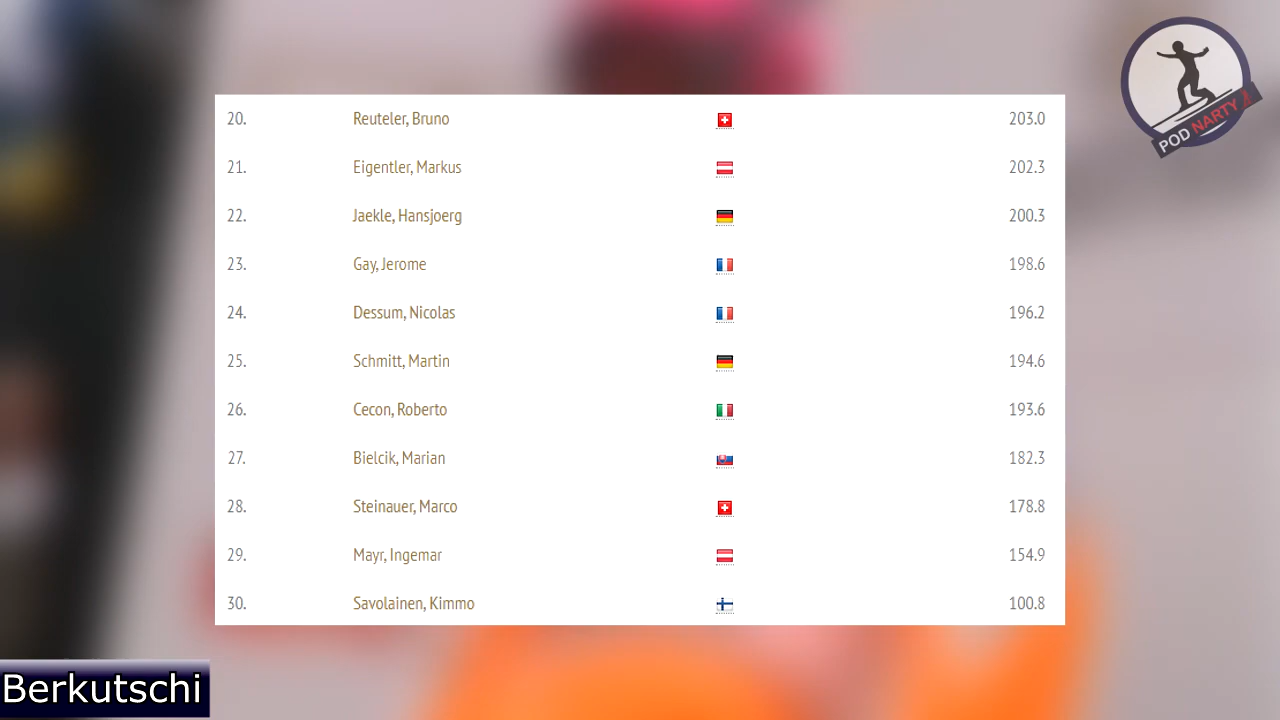 20. Reuteler, Bruno 203.0
21. Eigentler, Markus 202.3
22. Jaekle, Hansjoerg 200.3
23. Gay, Jerome 198.6
24. Dessum, Nicolas 196.2
25. Schmitt, Martin 194.6
26. Cecon, Roberto 193.6
27. Bielcik, Marian 182.3
28. Steinauer, Marco 178.8
29. Mayr, Ingemar 154.9
30. Savolainen, Kimmo 100.8
POD NARTY
Berkutschi